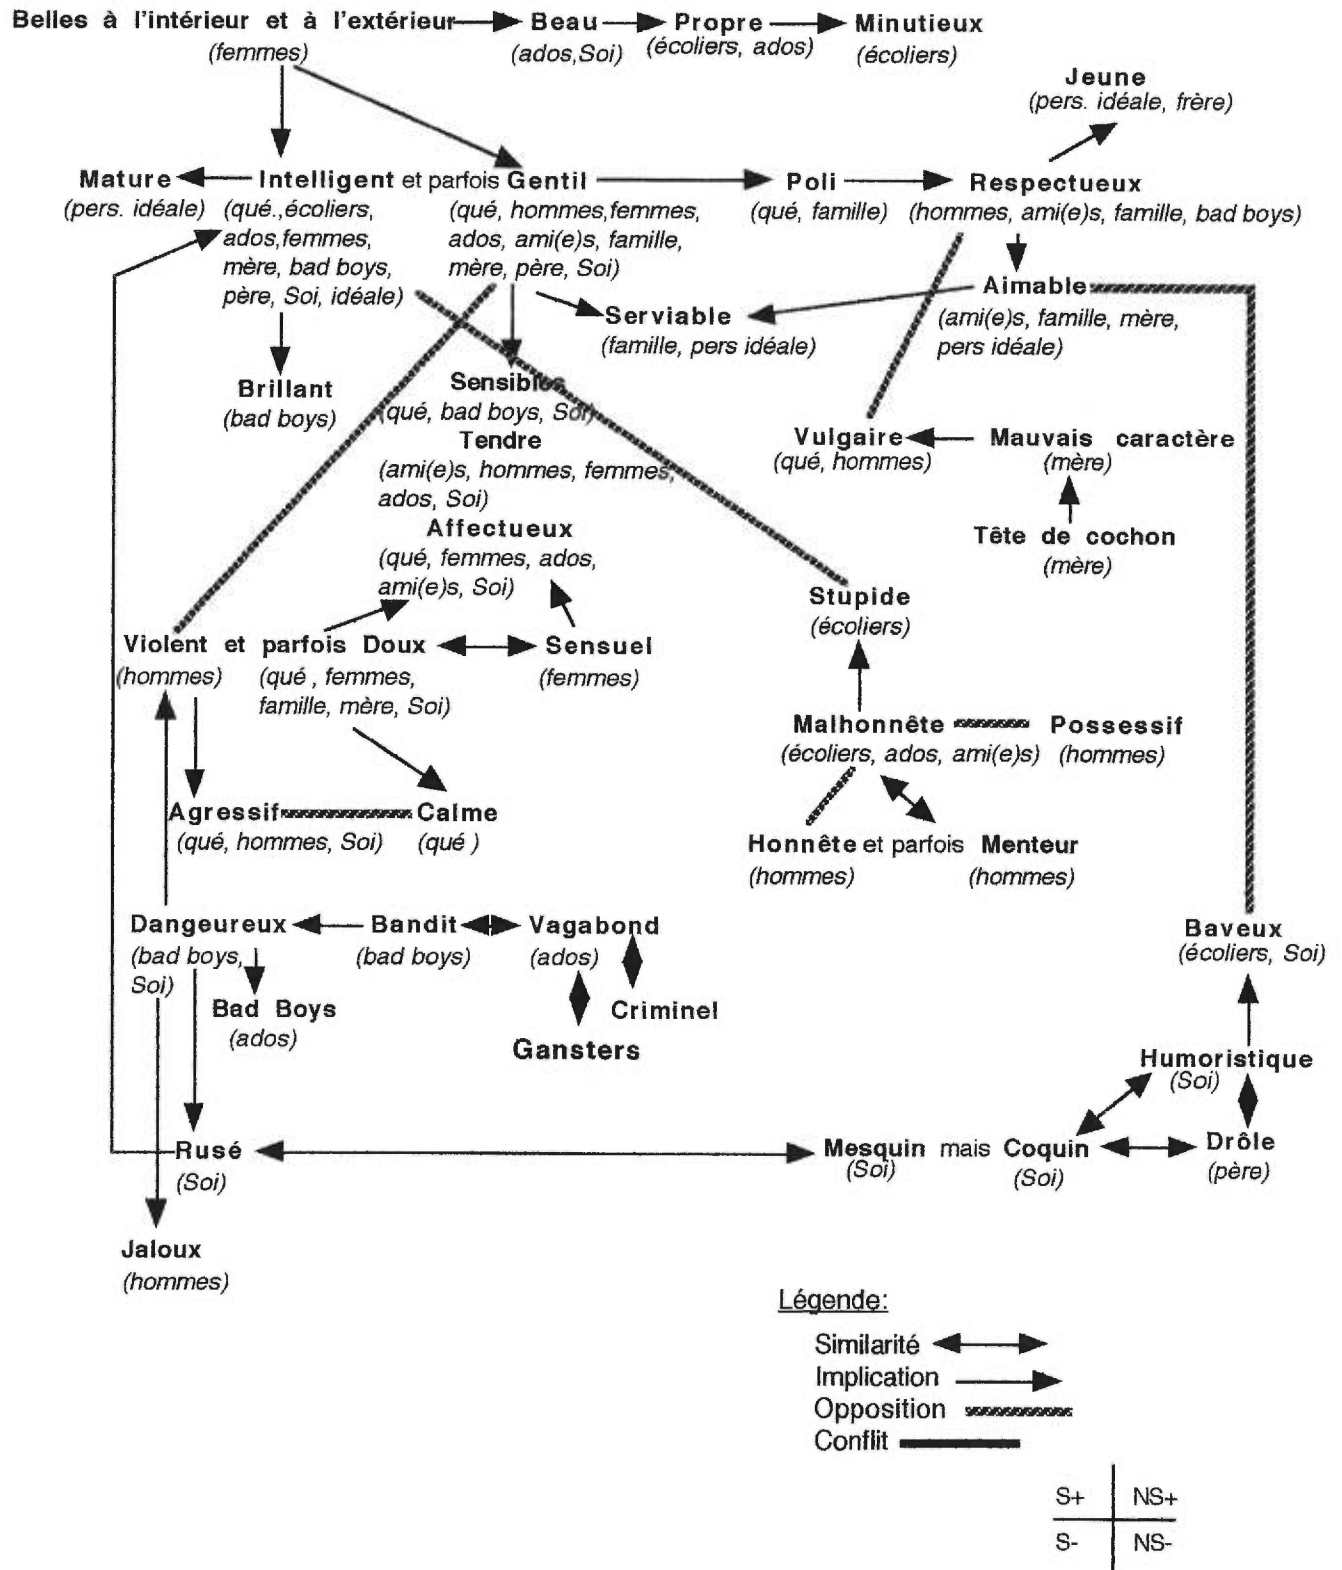 Belles à l'intérieur et à l'extérieur Beau Propre Minutieux
(femmes) (ados,Soi) (écoliers, ados) (écoliers)
Jeune
(pers. idéale, frère)
Mature Intelligent et parfois Gentil Poli Respectueux
(pers. idéale) (qué.,écoliers, (qué, hommes,femmes, (qué, famille) (hommes, ami(e)s, famille, bad boys)
ados,femmes, ados, ami(e)s, famille,
mère, bad boys, mère, père, Soi)
père, Soi, idéale)
Aimable
(ami(e)s, famille, mère,
pers idéale)
Serviable
(famille, pers idéale)
Brillant
(bad boys)
Sensibles
(qué, bad boys, Soi)
Tendre
(ami(e)s, hommes, femmes,
ados, Soi)
Affectueux
(qué, femmes, ados,
ami(e)s, Soi)
Vulgaire Mauvais caractère
(qué, hommes) (mère)
Tête de cochon
(mère)
Stupide
(écoliers)
Violent et parfois Doux Sensuel
(hommes) (qué , femmes, (femmes)
famille, mère, Soi)
Malhonnête Possessif
(écoliers, ados, ami(e)s) (hommes)
Agressif Calme
(qué, hommes, Soi) (qué )
Honnête et parfois Menteur
(hommes) (hommes)
Dangeureux Bandit Vagabond
(bad boys, (bad boys) (ados)
Soi)
Baveux
(écoliers, Soi)
Bad Boys Criminel
(ados)
Gansters
Humoristique
(Soi)
Rusé Mesquin mais Coquin Drôle
(Soi) (Soi) (Soi) (père)
Jaloux
(hommes)
Légende:
Similarité
Implication
Opposition
Conflit
S+ NS+
S- NS-